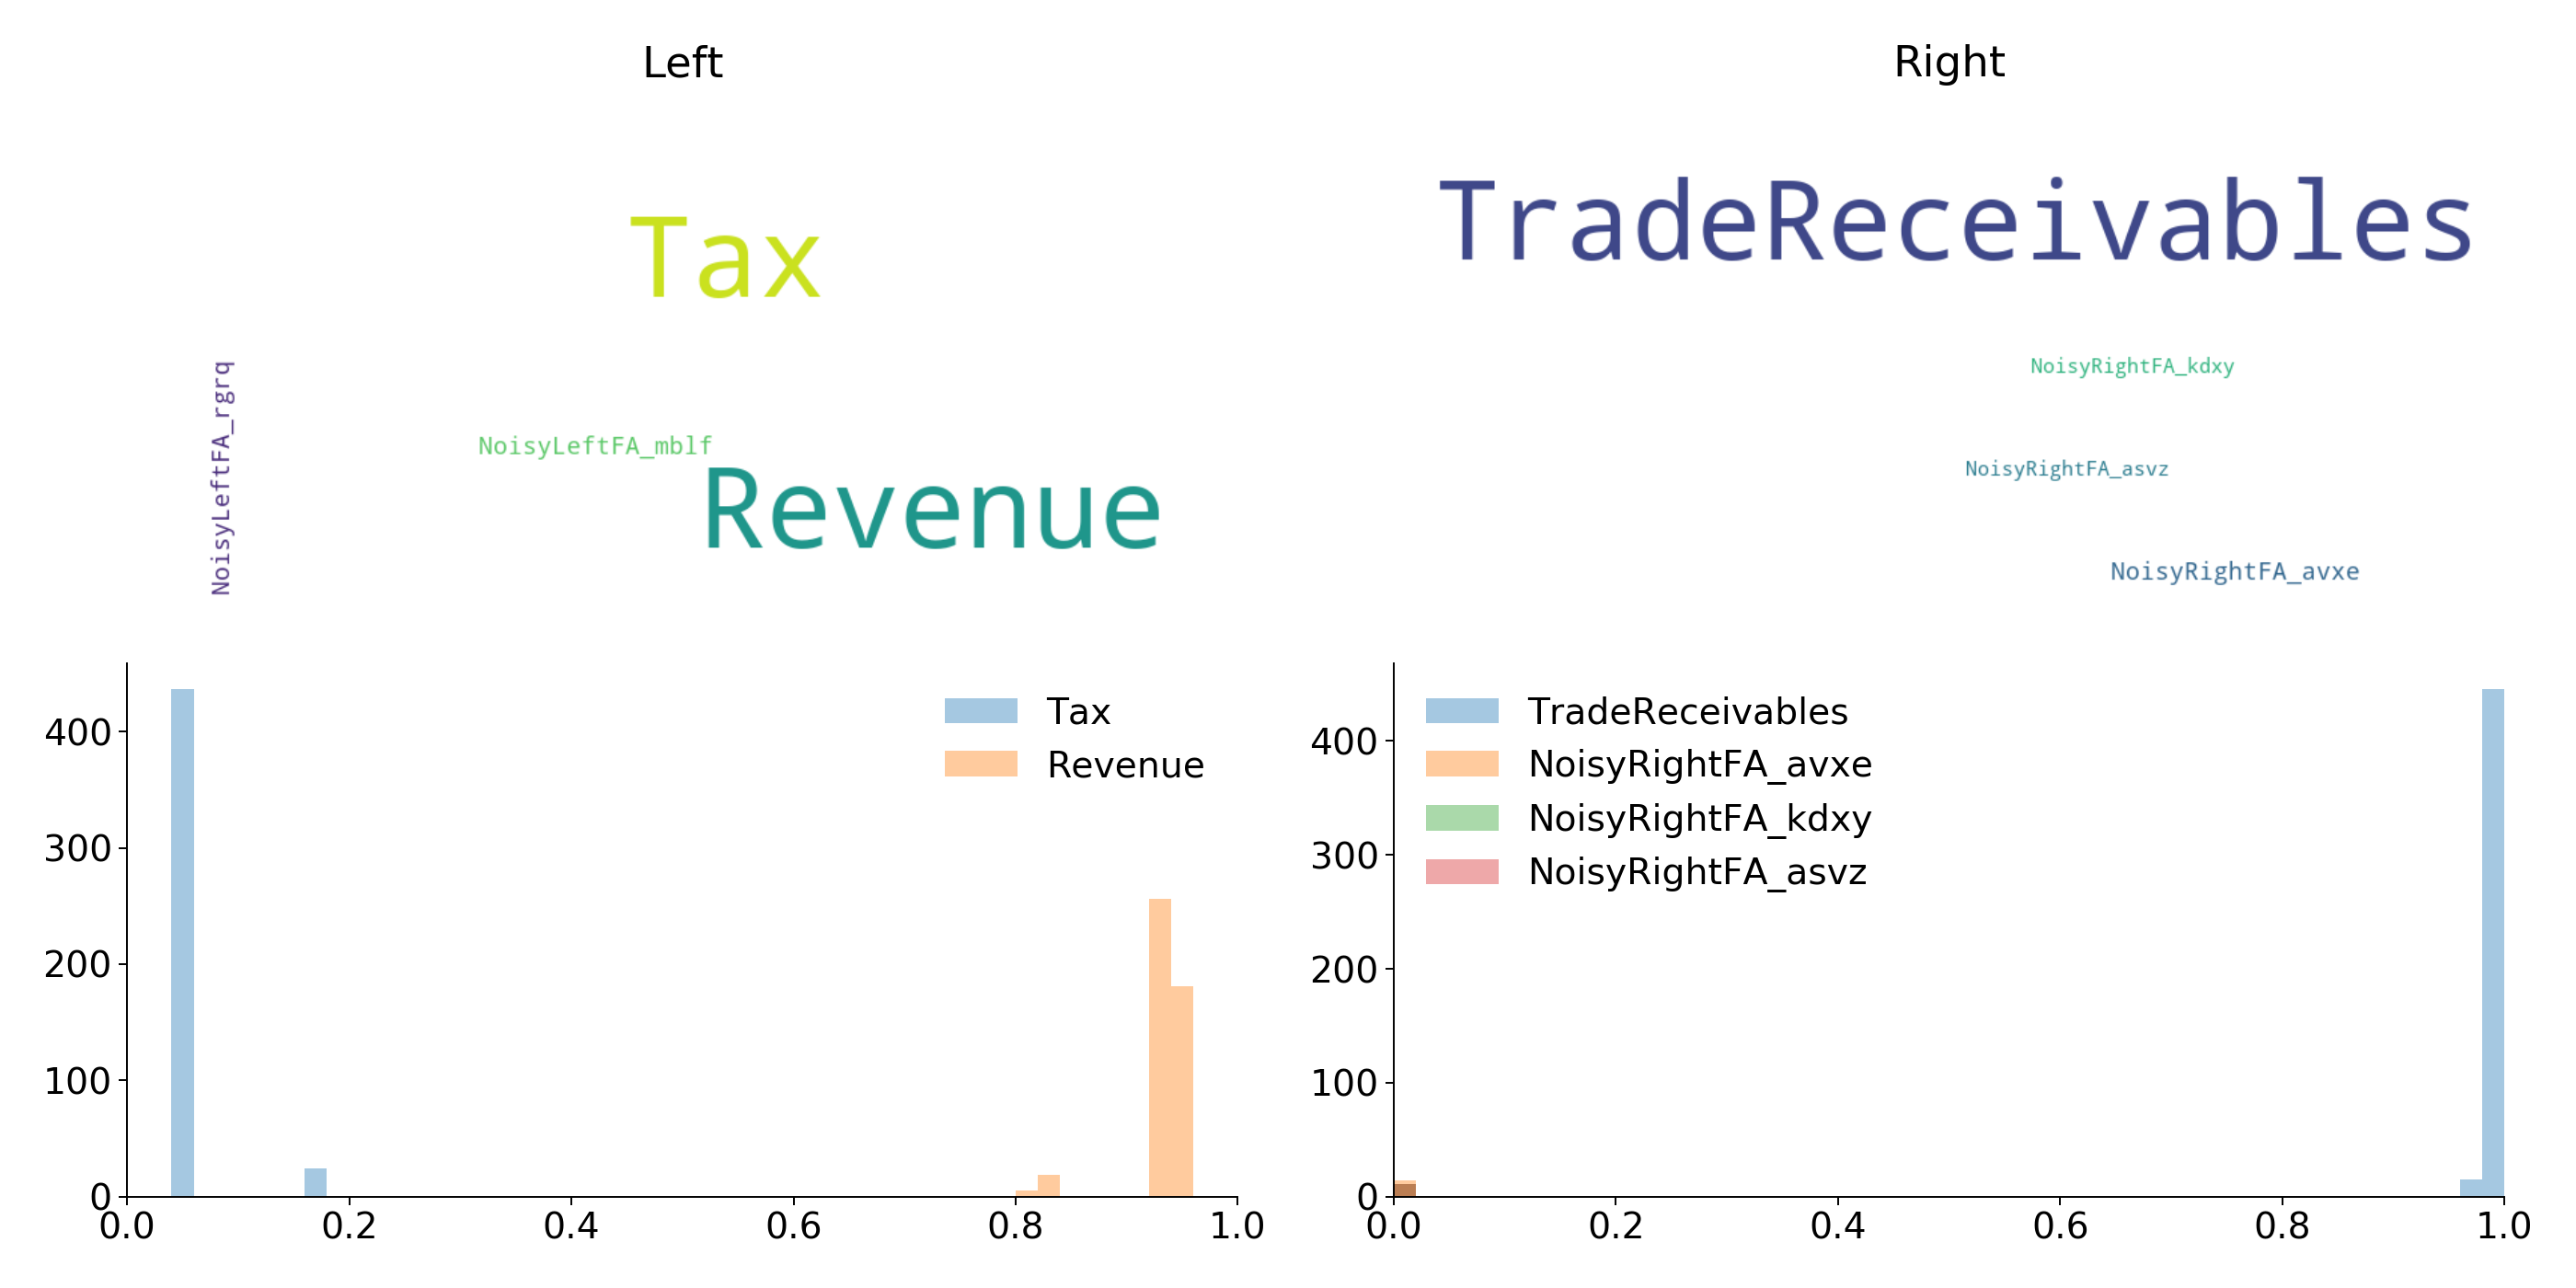 Left
Tax
NoisyLeftFA_rgrq
NoisyLeftFA_mblf
Revenue
Right
TradeReceivables
NoisyRightFA_kdxy
NoisyRightFA_asvz
NoisyRightFA_avxe
400
300
200
100
0
0.0 0.2 0.4 0.6 0.8 1.0
Tax
Revenue
400
300
200
100
0
0.0 0.2 0.4 0.6 0.8 1.0
TradeReceivables
NoisyRightFA_avxe
NoisyRightFA_kdxy
NoisyRightFA_asvz